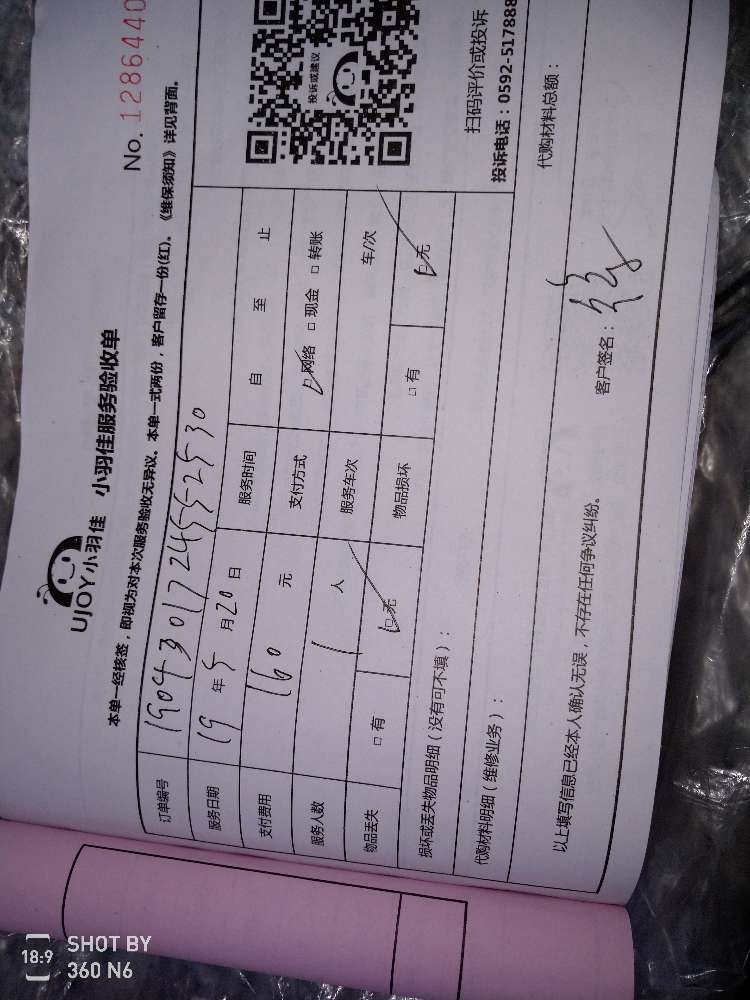 UJOY小羽佳 小羽佳服务验收单
No. 1286440
本单一经核签，即视为对本次服务验收无异议。本单一式两份，客户留存一份(红)。《维保须知》详见背面。
订单编号 1904301724552530
服务日期 19 年 5 月 20 日 服务时间 自 至 止
支付费用 160 元 支付方式 □网络 □现金 □转账
服务人数 1 人 服务车次 车/次
物品丢失 □有 □无 物品损坏 □有 □无
投诉或建议
扫码评价或投诉
投诉电话：0592-517888
损坏或丢失物品明细（没有可不填）：
代购材料明细（维修业务）：
代购材料总额：
以上填写信息已经本人确认无误，不存在任何争议纠纷。
客户签名：
18:9 SHOT BY
360 N6